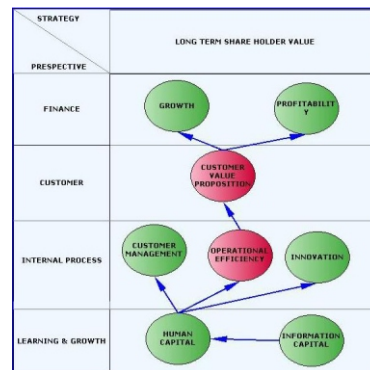 STRATEGY
LONG TERM SHARE HOLDER VALUE
PRESPECTIVE
FINANCE
GROWTH
PROFITABILIT
Y
CUSTOMER
CUSTOMER
VALUE
PROPOSITION
INTERNAL PROCESS
CUSTOMER
MANAGEMENT
OPERATIONAL
EFFICIENCY
INNOVATION
LEARNING & GROWTH
HUMAN
CAPITAL
INFORMATION
CAPITAL